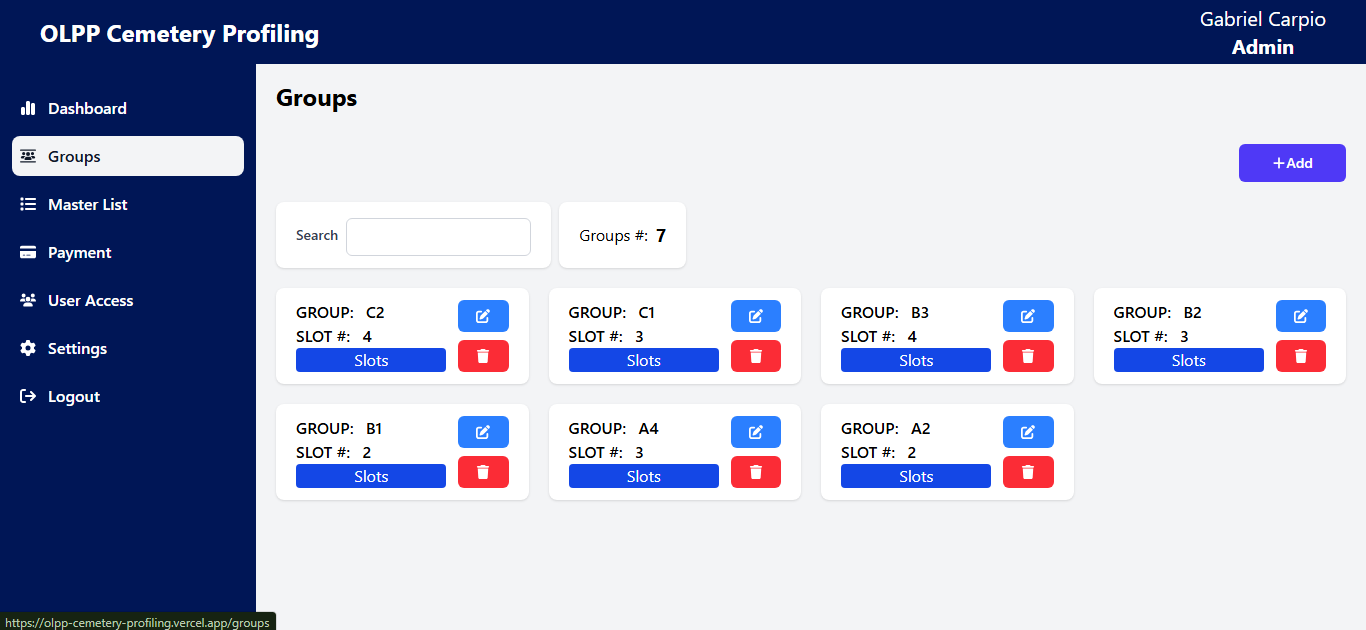 OLPP Cemetery Profiling
Gabriel Carpio
Admin
Dashboard
Groups
Master List
Payment
User Access
Settings
Logout
Groups
+Add
Search
Groups #: 7
GROUP: C2
SLOT #: 4
Slots
GROUP: C1
SLOT #: 3
Slots
GROUP: B3
SLOT #: 4
Slots
GROUP: B2
SLOT #: 3
Slots
GROUP: B1
SLOT #: 2
Slots
GROUP: A4
SLOT #: 3
Slots
GROUP: A2
SLOT #: 2
Slots
https://olpp-cemetery-profiling.vercel.app/groups